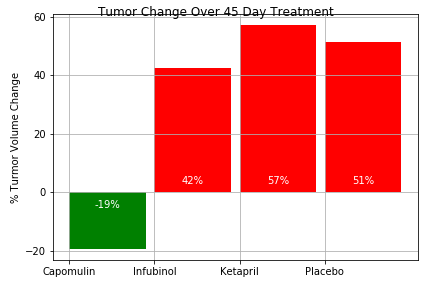 Tumor Change Over 45 Day Treatment
% Turmor Volume Change
60
40
20
0
−20
-19%
42%
57%
51%
Capomulin
Infubinol
Ketapril
Placebo